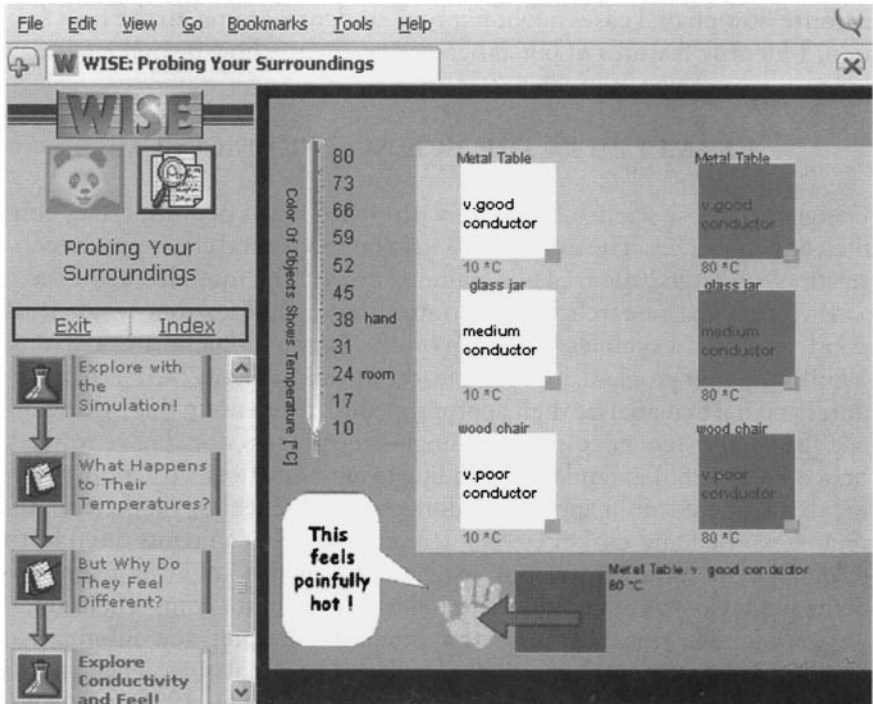 File Edit View Go Bookmarks Tools Help
W WISE: Probing Your Surroundings
WISE
Probing Your
Surroundings
Exit Index
Explore with
the
Simulation!
What Happens
to Their
Temperatures?
But Why Do
They Feel
Different?
Explore
Conductivity
and Feel!
Color Of Objects Shows Temperature [°C]
80
73
66
59
52
45
38 hand
31
24 room
17
10
Metal Table
v.good
conductor
10 °C
Metal Table
v.good
conductor
80 °C
glass jar
medium
conductor
10 °C
glass jar
medium
conductor
80 °C
wood chair
v.poor
conductor
10 °C
wood chair
v.poor
conductor
80 °C
This
feels
painfully
hot !
Metal Table: v. good conductor
80 °C